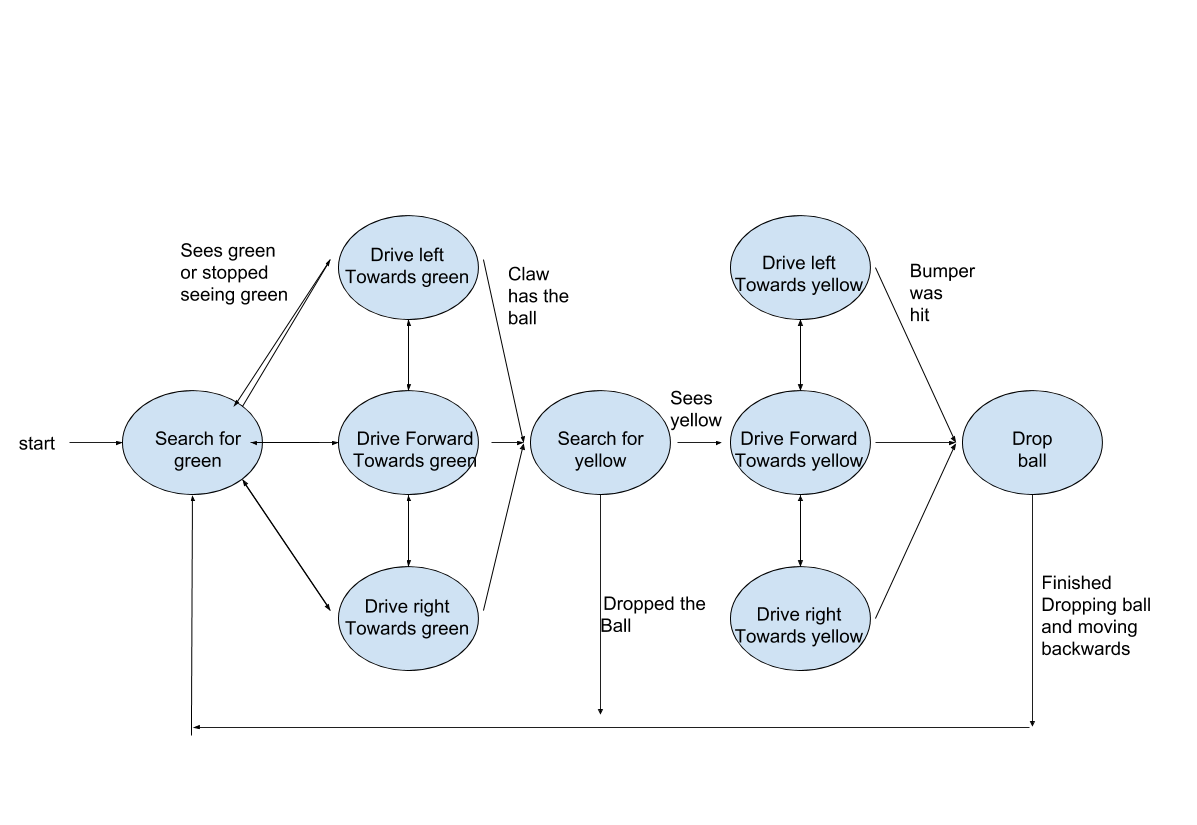 Sees green
or stopped
seeing green
Drive left
Towards green
Claw
has the
ball
Drive left
Towards yellow
Bumper
was
hit
start
Search for
green
Drive Forward
Towards green
Search for
yellow
Sees
yellow
Drive Forward
Towards yellow
Drop
ball
Drive right
Towards green
Dropped the
Ball
Drive right
Towards yellow
Finished
Dropping ball
and moving
backwards